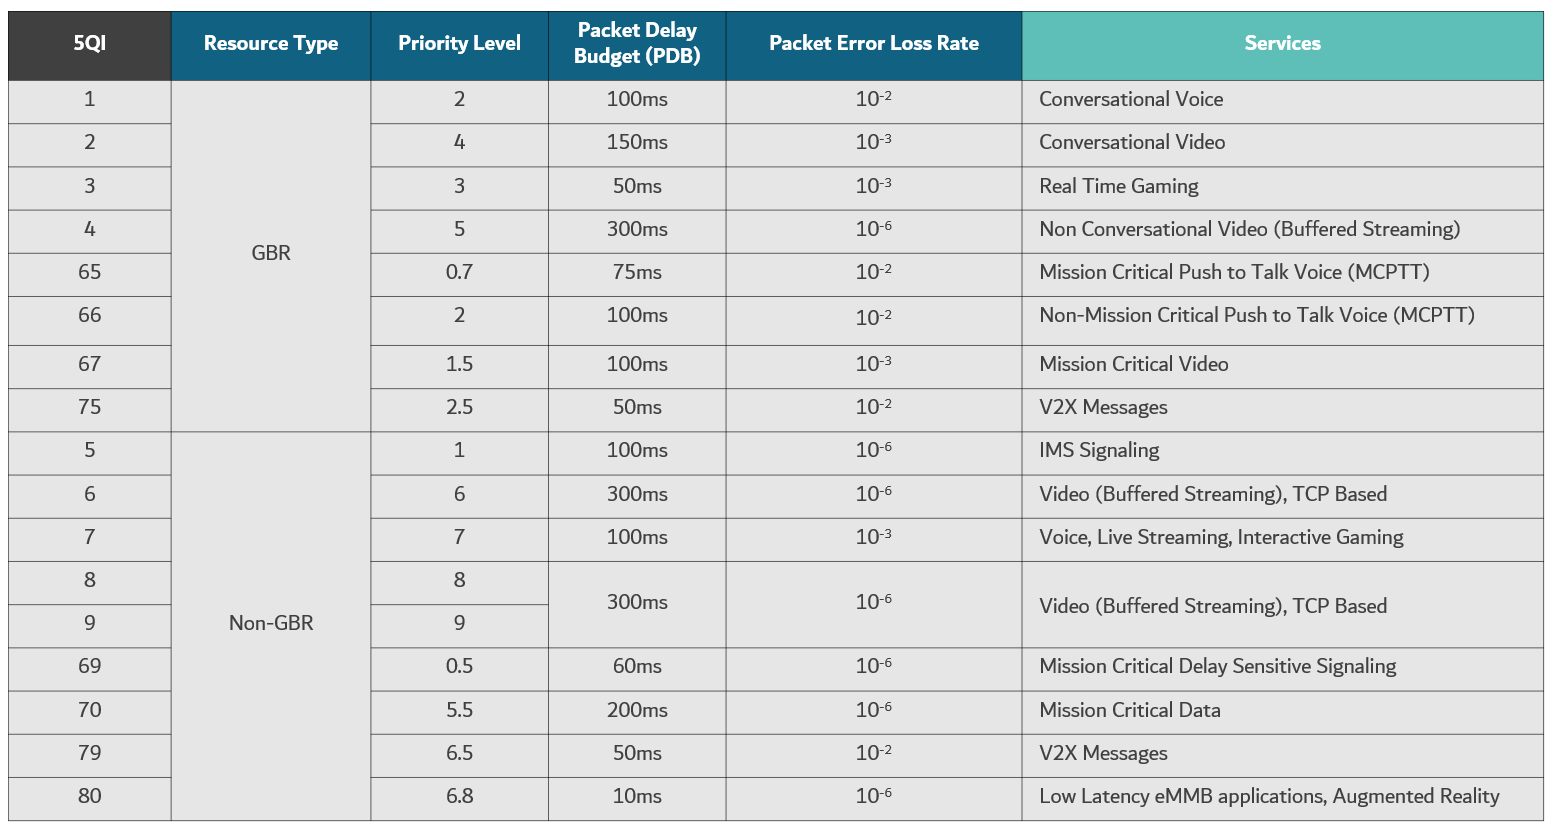 5QI Resource Type Priority Level Packet Delay Budget (PDB) Packet Error Loss Rate Services
1 GBR 2 100ms 10⁻² Conversational Voice
2 4 150ms 10⁻³ Conversational Video
3 3 50ms 10⁻³ Real Time Gaming
4 5 300ms 10⁻⁶ Non Conversational Video (Buffered Streaming)
65 0.7 75ms 10⁻² Mission Critical Push to Talk Voice (MCPTT)
66 2 100ms 10⁻² Non-Mission Critical Push to Talk Voice (MCPTT)
67 1.5 100ms 10⁻³ Mission Critical Video
75 2.5 50ms 10⁻² V2X Messages
5 Non-GBR 1 100ms 10⁻⁶ IMS Signaling
6 6 300ms 10⁻⁶ Video (Buffered Streaming), TCP Based
7 7 100ms 10⁻³ Voice, Live Streaming, Interactive Gaming
8 8 300ms 10⁻⁶ Video (Buffered Streaming), TCP Based
9 9
69 0.5 60ms 10⁻⁶ Mission Critical Delay Sensitive Signaling
70 5.5 200ms 10⁻⁶ Mission Critical Data
79 6.5 50ms 10⁻² V2X Messages
80 6.8 10ms 10⁻⁶ Low Latency eMMB applications, Augmented Reality